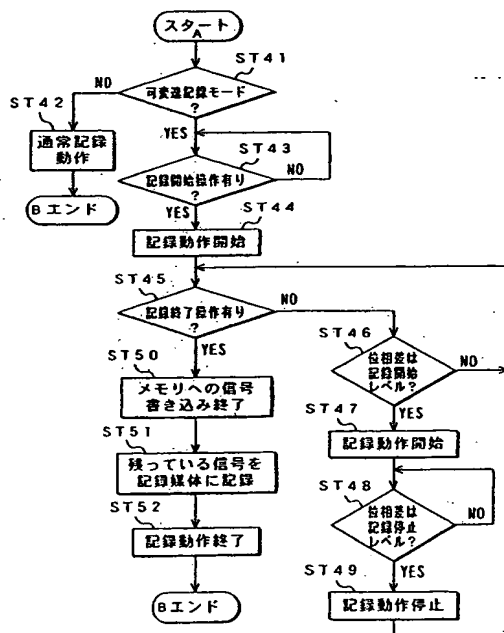 スタート
A
ST41
可変速記録モード
?
NO
YES
ST42
通常記録
動作
Bエンド
ST43
記録開始操作有り
?
NO
YES
ST44
記録動作開始
ST45
記録終了操作有り
?
NO
YES
ST46
位相差は
記録開始
レベル?
NO
YES
ST50
メモリへの信号
書き込み終了
ST47
記録動作開始
ST51
残っている信号を
記録媒体に記録
ST48
位相差は
記録停止
レベル?
NO
YES
ST52
記録動作終了
ST49
記録動作停止
Bエンド